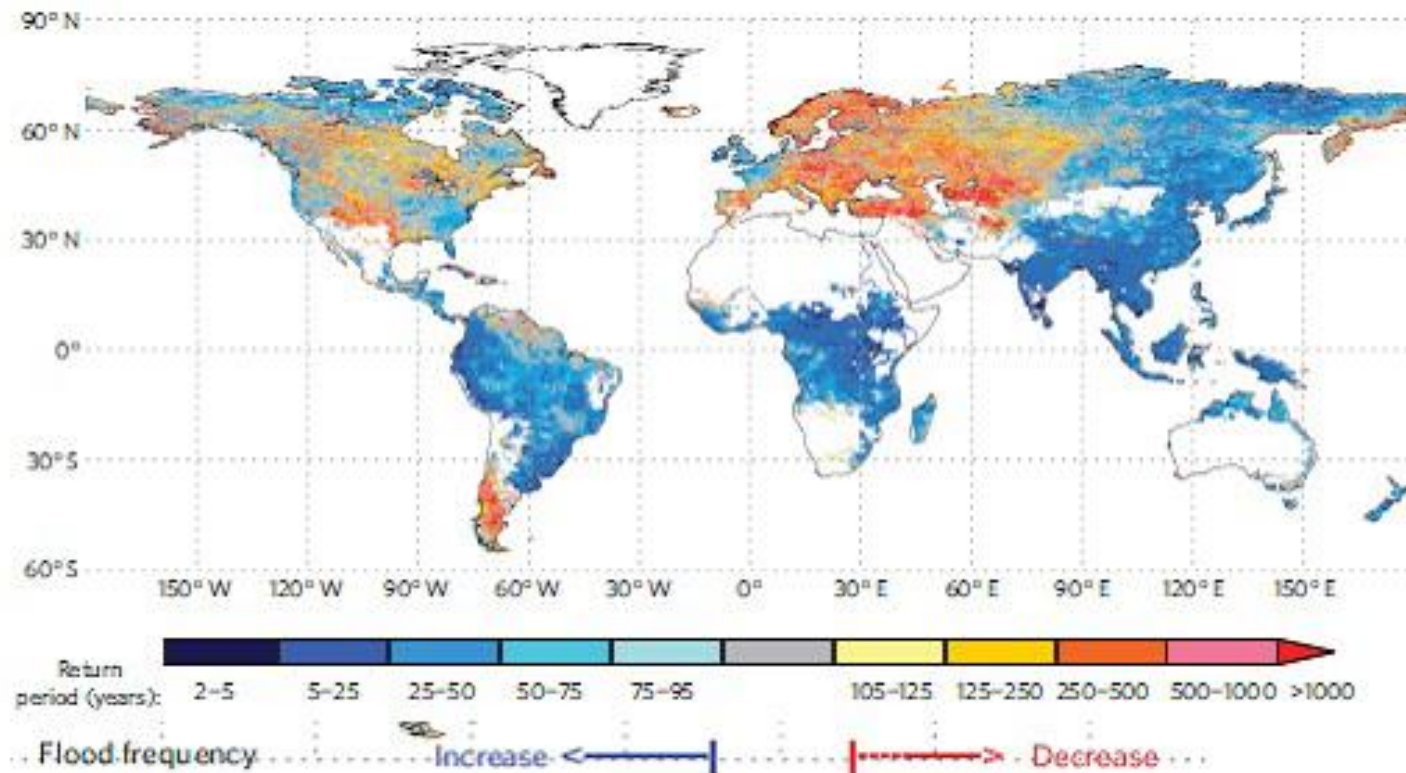 90° N
60° N
30° N
0°
30° S
60° S
150° W 120° W 90° W 60° W 30° W 0° 30° E 60° E 90° E 120° E 150° E
Return
period (years): 2–5 5–25 25–50 50–75 75–95 105–125 125–250 250–500 500–1000 >1000
Flood frequency Increase Decrease